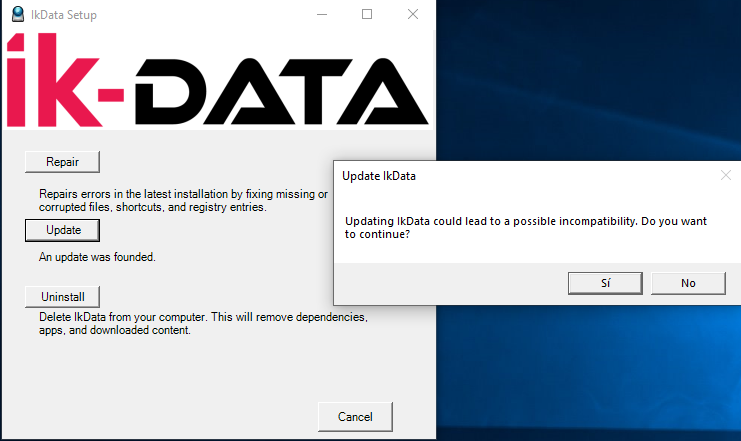 IkData Setup
ik-DATA
Repair
Repairs errors in the latest installation by fixing missing or
corrupted files, shortcuts, and registry entries.
Update
An update was founded.
Uninstall
Delete IkData from your computer. This will remove dependencies,
apps, and downloaded content.
Cancel
Update IkData
Updating IkData could lead to a possible incompatibility. Do you want
to continue?
Sí
No